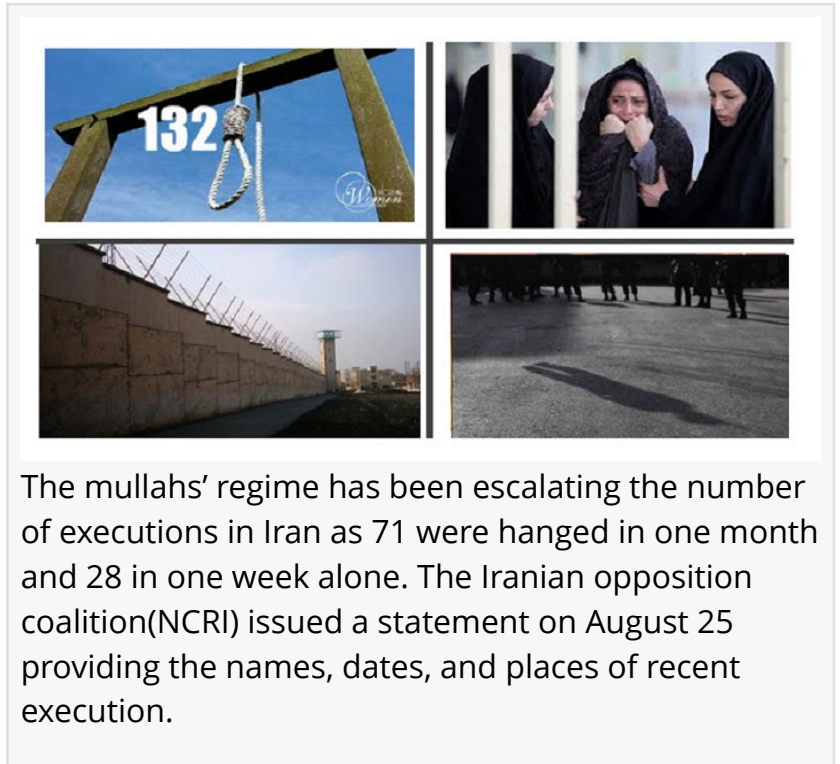 132
Women
The mullahs’ regime has been escalating the number
of executions in Iran as 71 were hanged in one month
and 28 in one week alone. The Iranian opposition
coalition(NCRI) issued a statement on August 25
providing the names, dates, and places of recent
execution.